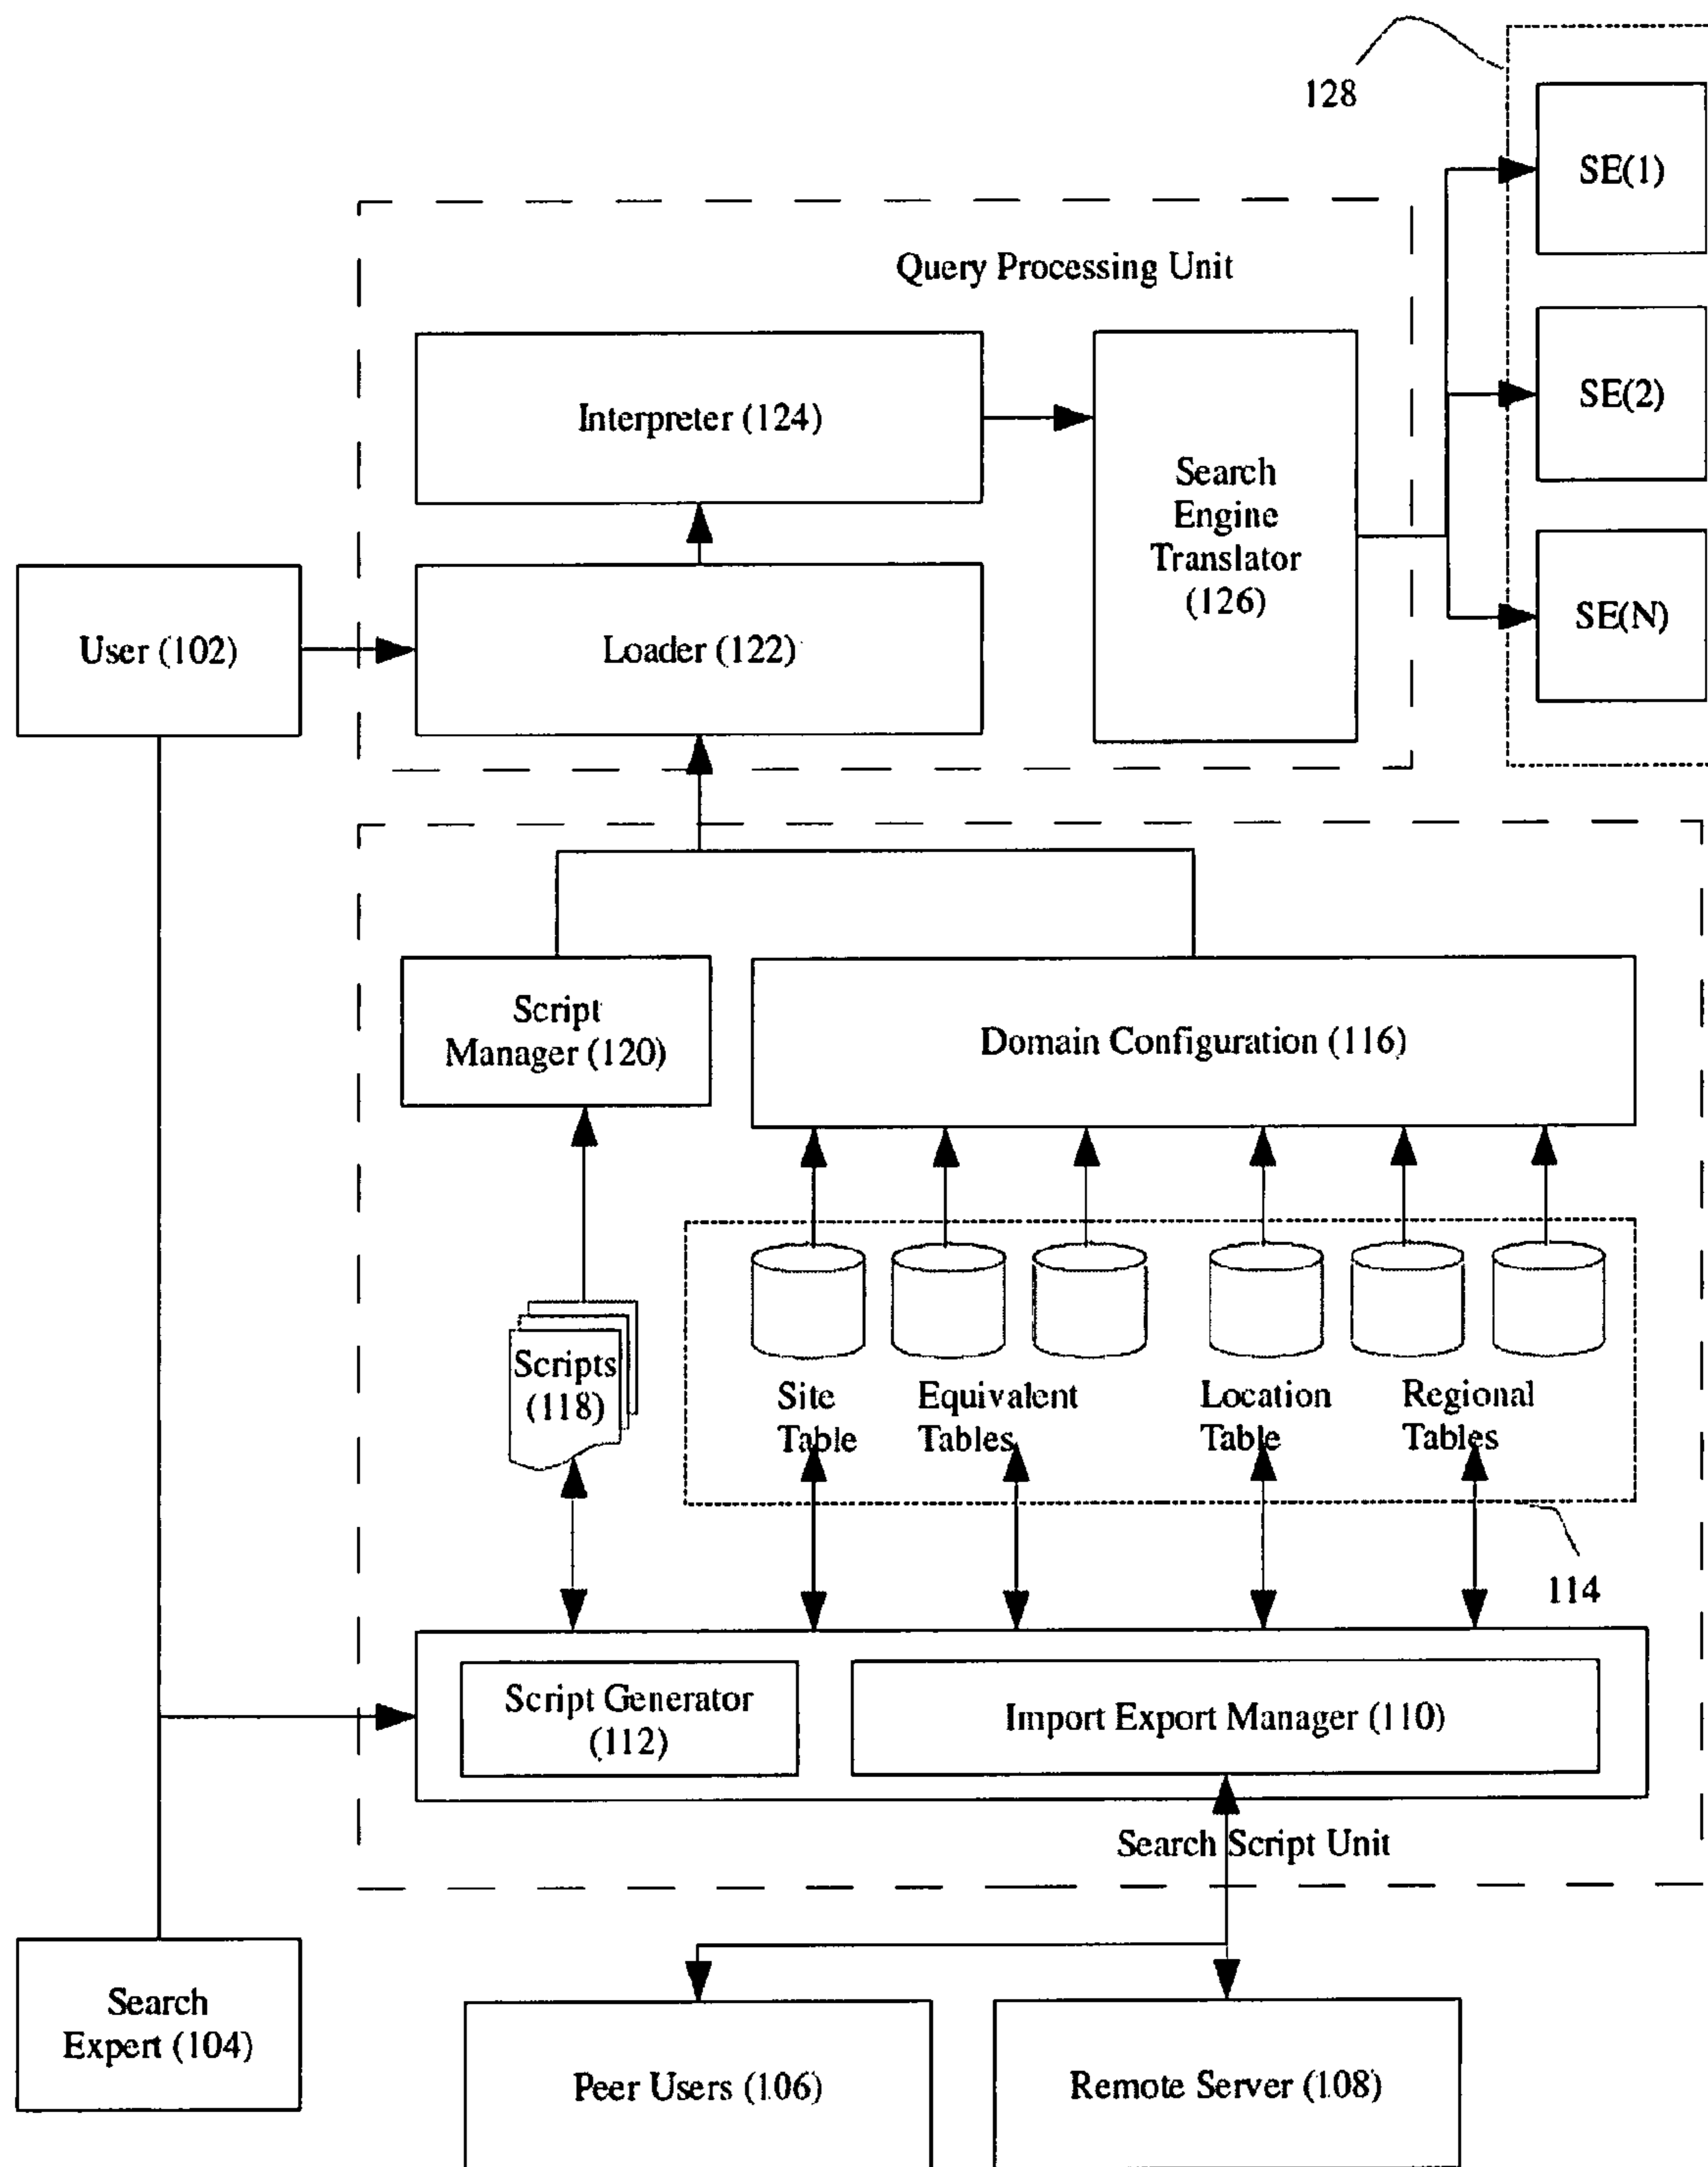 128
SE(1)
Query Processing Unit
Interpreter (124)
SE(2)
Search
Engine
Translator
(126)
SE(N)
User (102)
Loader (122)
Script
Manager (120)
Domain Configuration (116)
Scripts
(118)
Site
Table
Equivalent
Tables
Location
Table
Regional
Tables
114
Script Generator
(112)
Import Export Manager (110)
Search Script Unit
Search
Expert (104)
Peer Users (106)
Remote Server (108)